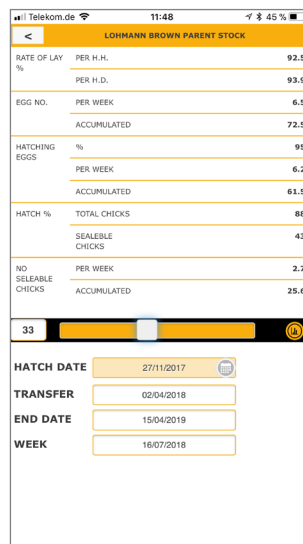 Telekom.de 11:48 45 %
< LOHMANN BROWN PARENT STOCK
RATE OF LAY PER H.H. 92.5
%
PER H.D. 93.9
EGG NO. PER WEEK 6.5
ACCUMULATED 72.5
HATCHING % 95
EGGS
PER WEEK 6.2
ACCUMULATED 61.5
HATCH % TOTAL CHICKS 88
SEALEBLE 43
CHICKS
NO PER WEEK 2.7
SELEABLE
CHICKS ACCUMULATED 25.6
33
HATCH DATE 27/11/2017
TRANSFER 02/04/2018
END DATE 15/04/2019
WEEK 16/07/2018